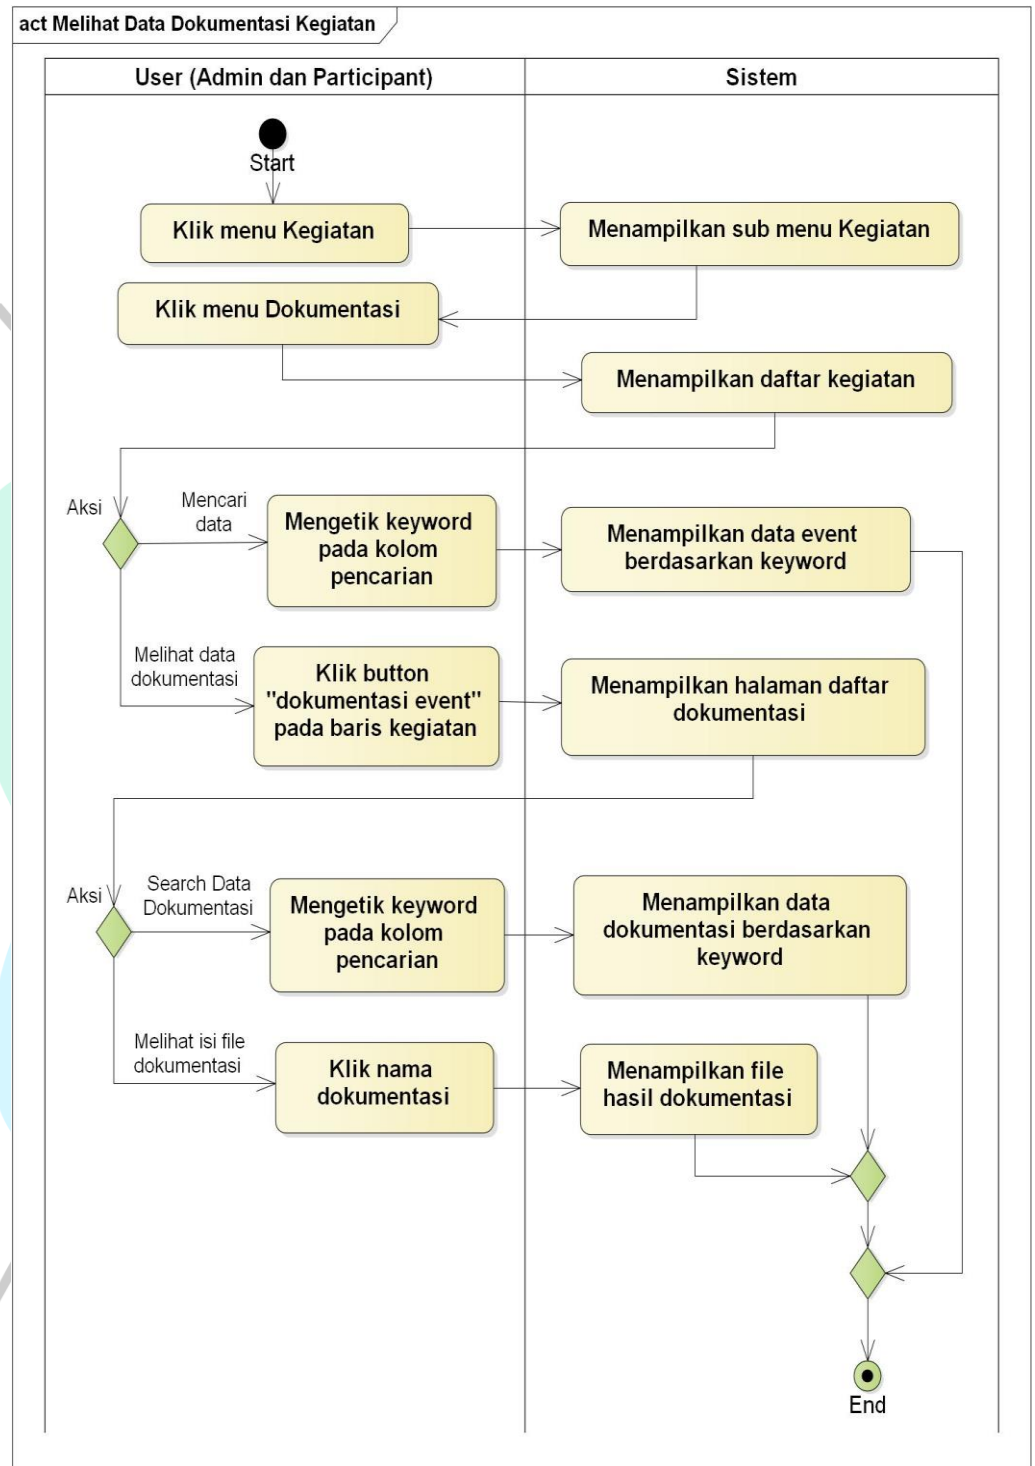 act Melihat Data Dokumentasi Kegiatan
User (Admin dan Participant)
Sistem
Start
Klik menu Kegiatan
Menampilkan sub menu Kegiatan
Klik menu Dokumentasi
Menampilkan daftar kegiatan
Aksi
Mencari
data
Mengetik keyword
pada kolom
pencarian
Menampilkan data event
berdasarkan keyword
Melihat data
dokumentasi
Klik button
"dokumentasi event"
pada baris kegiatan
Menampilkan halaman daftar
dokumentasi
Aksi
Search Data
Dokumentasi
Mengetik keyword
pada kolom
pencarian
Menampilkan data
dokumentasi berdasarkan
keyword
Melihat isi file
dokumentasi
Klik nama
dokumentasi
Menampilkan file
hasil dokumentasi
End